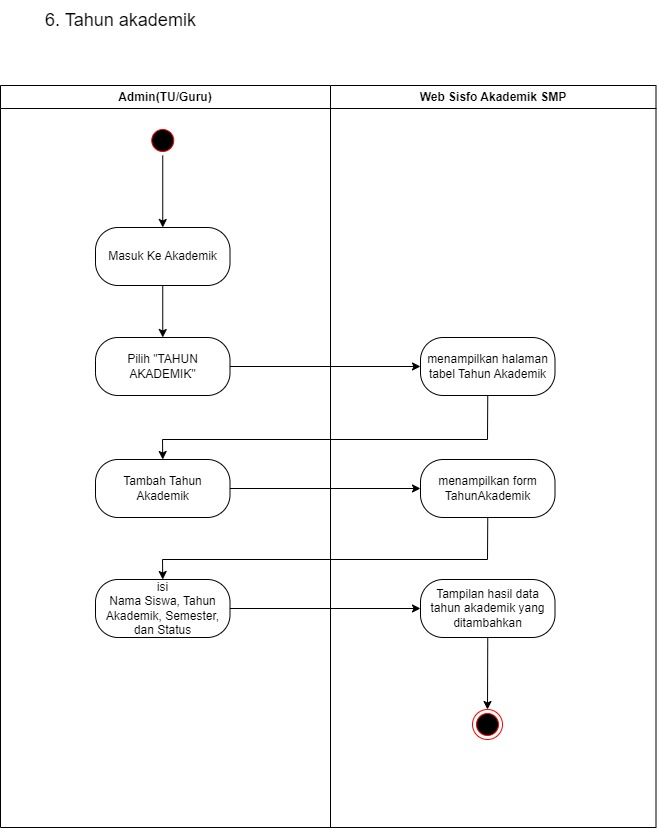 6. Tahun akademik
Admin(TU/Guru)
Web Sisfo Akademik SMP
Masuk Ke Akademik
Pilih "TAHUN
AKADEMIK"
menampilkan halaman
tabel Tahun Akademik
Tambah Tahun
Akademik
menampilkan form
TahunAkademik
isi
Nama Siswa, Tahun
Akademik, Semester,
dan Status
Tampilan hasil data
tahun akademik yang
ditambahkan